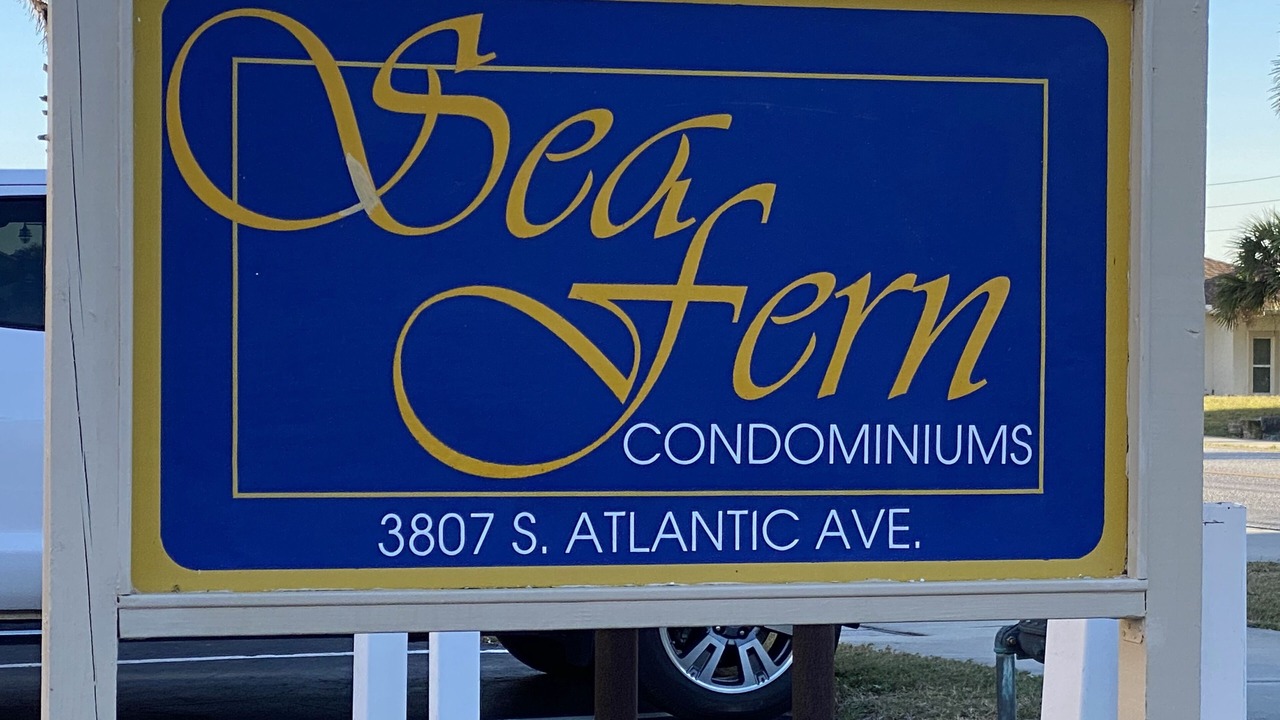 Sea
Fern
CONDOMINIUMS
3807 S. ATLANTIC AVE.